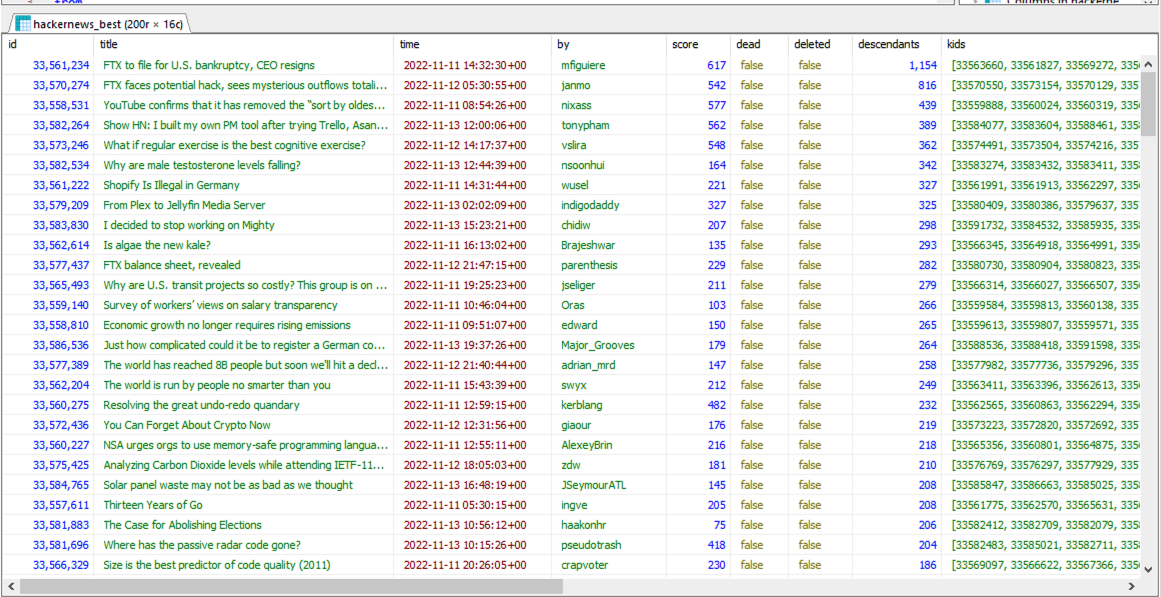 from
Columns in hackerne
hackernews_best (200r × 16c)
id title time by score dead deleted descendants kids
33,561,234 FTX to file for U.S. bankruptcy, CEO resigns 2022-11-11 14:32:30+00 mfiguiere 617 false false 1,154 [33563660, 33561827, 33569272, 335
33,570,274 FTX faces potential hack, sees mysterious outflows totali... 2022-11-12 05:30:55+00 janmo 542 false false 816 [33570550, 33573154, 33570129, 335
33,558,531 YouTube confirms that it has removed the “sort by oldes... 2022-11-11 08:54:26+00 nixass 577 false false 439 [33559888, 33560024, 33560319, 335
33,582,264 Show HN: I built my own PM tool after trying Trello, Asan... 2022-11-13 12:00:06+00 tonypham 562 false false 389 [33584077, 33583604, 33588461, 335
33,573,246 What if regular exercise is the best cognitive exercise? 2022-11-12 14:17:37+00 vslira 548 false false 362 [33574491, 33573504, 33574216, 335
33,582,534 Why are male testosterone levels falling? 2022-11-13 12:44:39+00 nsoonhui 164 false false 342 [33583274, 33583432, 33583411, 335
33,561,222 Shopify Is Illegal in Germany 2022-11-11 14:31:44+00 wusel 221 false false 327 [33561991, 33561913, 33562297, 335
33,579,209 From Plex to Jellyfin Media Server 2022-11-13 02:02:09+00 indigodaddy 327 false false 325 [33580409, 33580386, 33579637, 335
33,583,830 I decided to stop working on Mighty 2022-11-13 15:23:21+00 chidiw 207 false false 298 [33591732, 33584532, 33585935, 335
33,562,614 Is algae the new kale? 2022-11-11 16:13:02+00 Brajeshwar 135 false false 293 [33566345, 33564918, 33564991, 335
33,577,437 FTX balance sheet, revealed 2022-11-12 21:47:15+00 parenthesis 229 false false 282 [33580730, 33580904, 33580823, 335
33,565,493 Why are U.S. transit projects so costly? This group is on ... 2022-11-11 19:25:23+00 jseliger 211 false false 279 [33566314, 33566027, 33566507, 335
33,559,140 Survey of workers’ views on salary transparency 2022-11-11 10:46:04+00 Oras 103 false false 266 [33559584, 33559813, 33560138, 335
33,558,810 Economic growth no longer requires rising emissions 2022-11-11 09:51:07+00 edward 150 false false 265 [33559613, 33559807, 33559571, 335
33,586,536 Just how complicated could it be to register a German co... 2022-11-13 19:37:26+00 Major_Grooves 179 false false 264 [33588536, 33588418, 33591598, 335
33,577,389 The world has reached 8B people but soon we'll hit a decl... 2022-11-12 21:40:44+00 adrian_mrd 147 false false 258 [33577982, 33577736, 33579296, 335
33,562,204 The world is run by people no smarter than you 2022-11-11 15:43:39+00 swyx 212 false false 249 [33563411, 33563396, 33562613, 335
33,560,275 Resolving the great undo-redo quandary 2022-11-11 12:59:15+00 kerblang 482 false false 232 [33562565, 33560863, 33562294, 335
33,572,436 You Can Forget About Crypto Now 2022-11-12 12:31:56+00 giaour 176 false false 219 [33573223, 33572820, 33572692, 335
33,560,227 NSA urges orgs to use memory-safe programming langua... 2022-11-11 12:55:11+00 AlexeyBrin 216 false false 218 [33565356, 33560801, 33564875, 335
33,575,425 Analyzing Carbon Dioxide levels while attending IETF-11... 2022-11-12 18:05:03+00 zdw 181 false false 210 [33576769, 33576297, 33577929, 335
33,584,765 Solar panel waste may not be as bad as we thought 2022-11-13 16:48:19+00 JSeymourATL 145 false false 208 [33585847, 33586663, 33585025, 335
33,557,611 Thirteen Years of Go 2022-11-11 05:30:15+00 ingve 205 false false 208 [33561775, 33562570, 33565631, 335
33,581,883 The Case for Abolishing Elections 2022-11-13 10:56:12+00 haakonhr 75 false false 206 [33582412, 33582709, 33582079, 335
33,581,696 Where has the passive radar code gone? 2022-11-13 10:15:26+00 pseudotrash 418 false false 204 [33582483, 33585021, 33582711, 335
33,566,329 Size is the best predictor of code quality (2011) 2022-11-11 20:26:05+00 crapvoter 230 false false 186 [33569097, 33566622, 33567366, 335